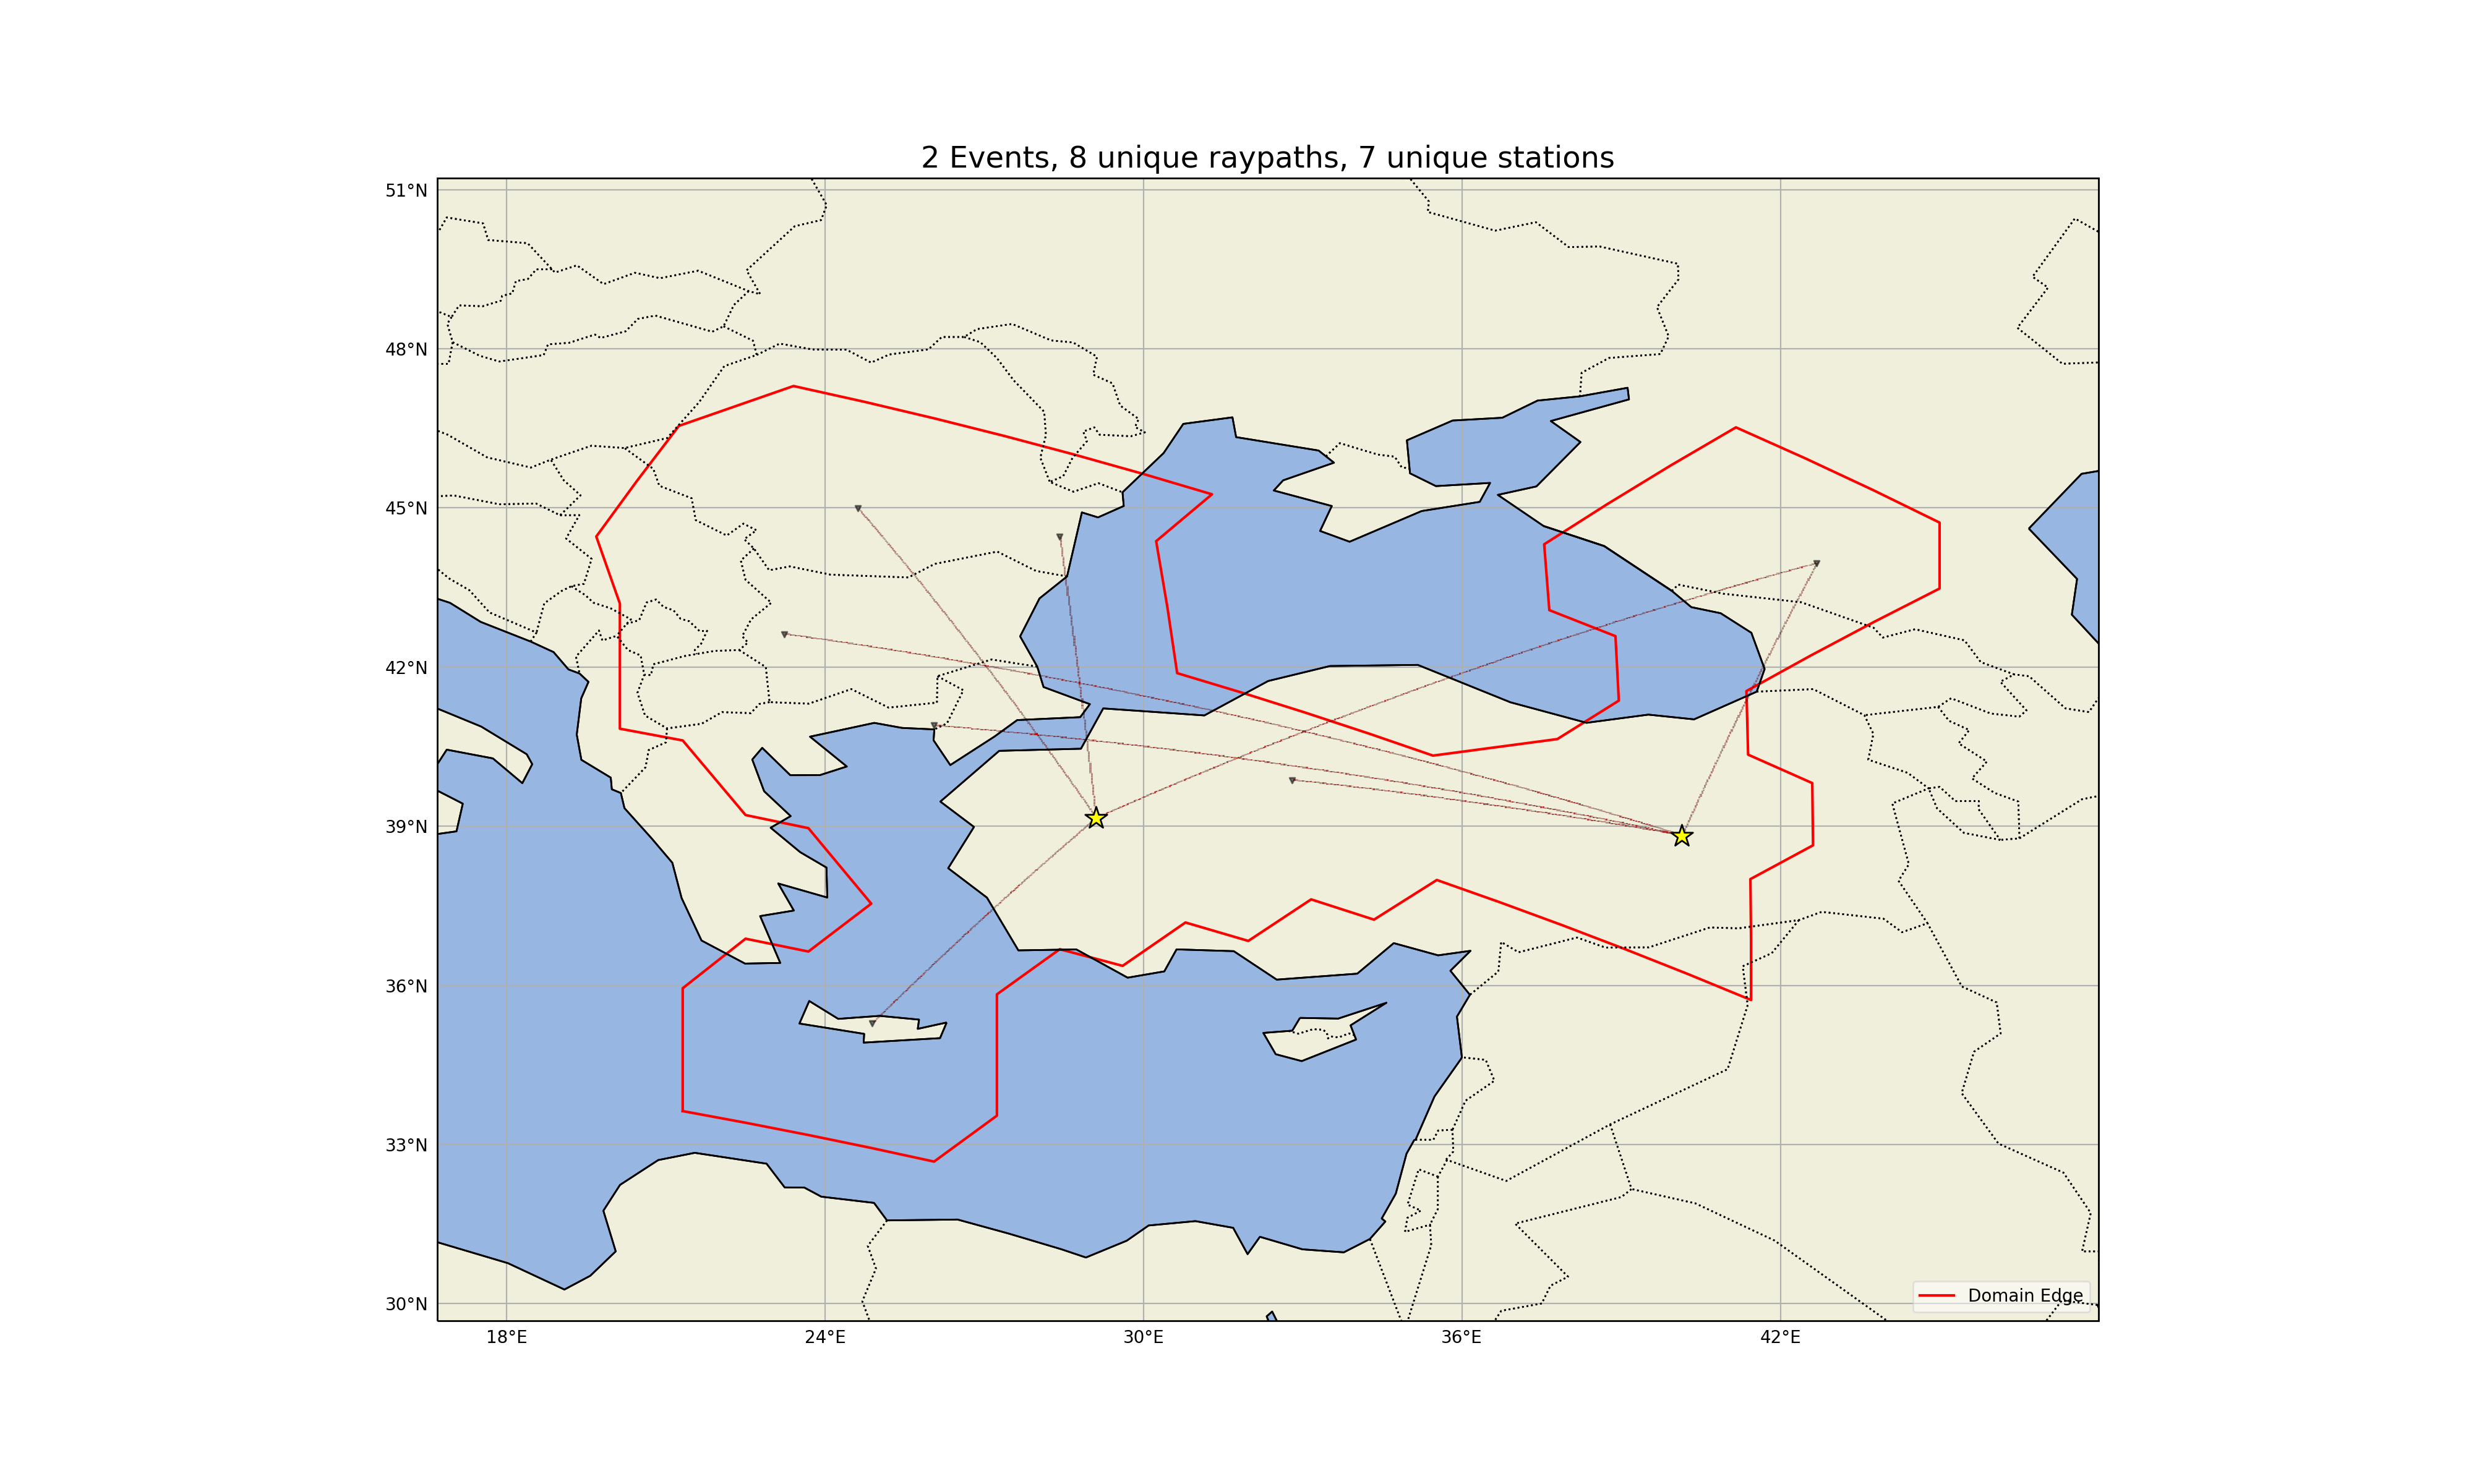 2 Events, 8 unique raypaths, 7 unique stations
51°N
48°N
45°N
42°N
39°N
36°N
33°N
30°N
Domain Edge
18°E
24°E
30°E
36°E
42°E